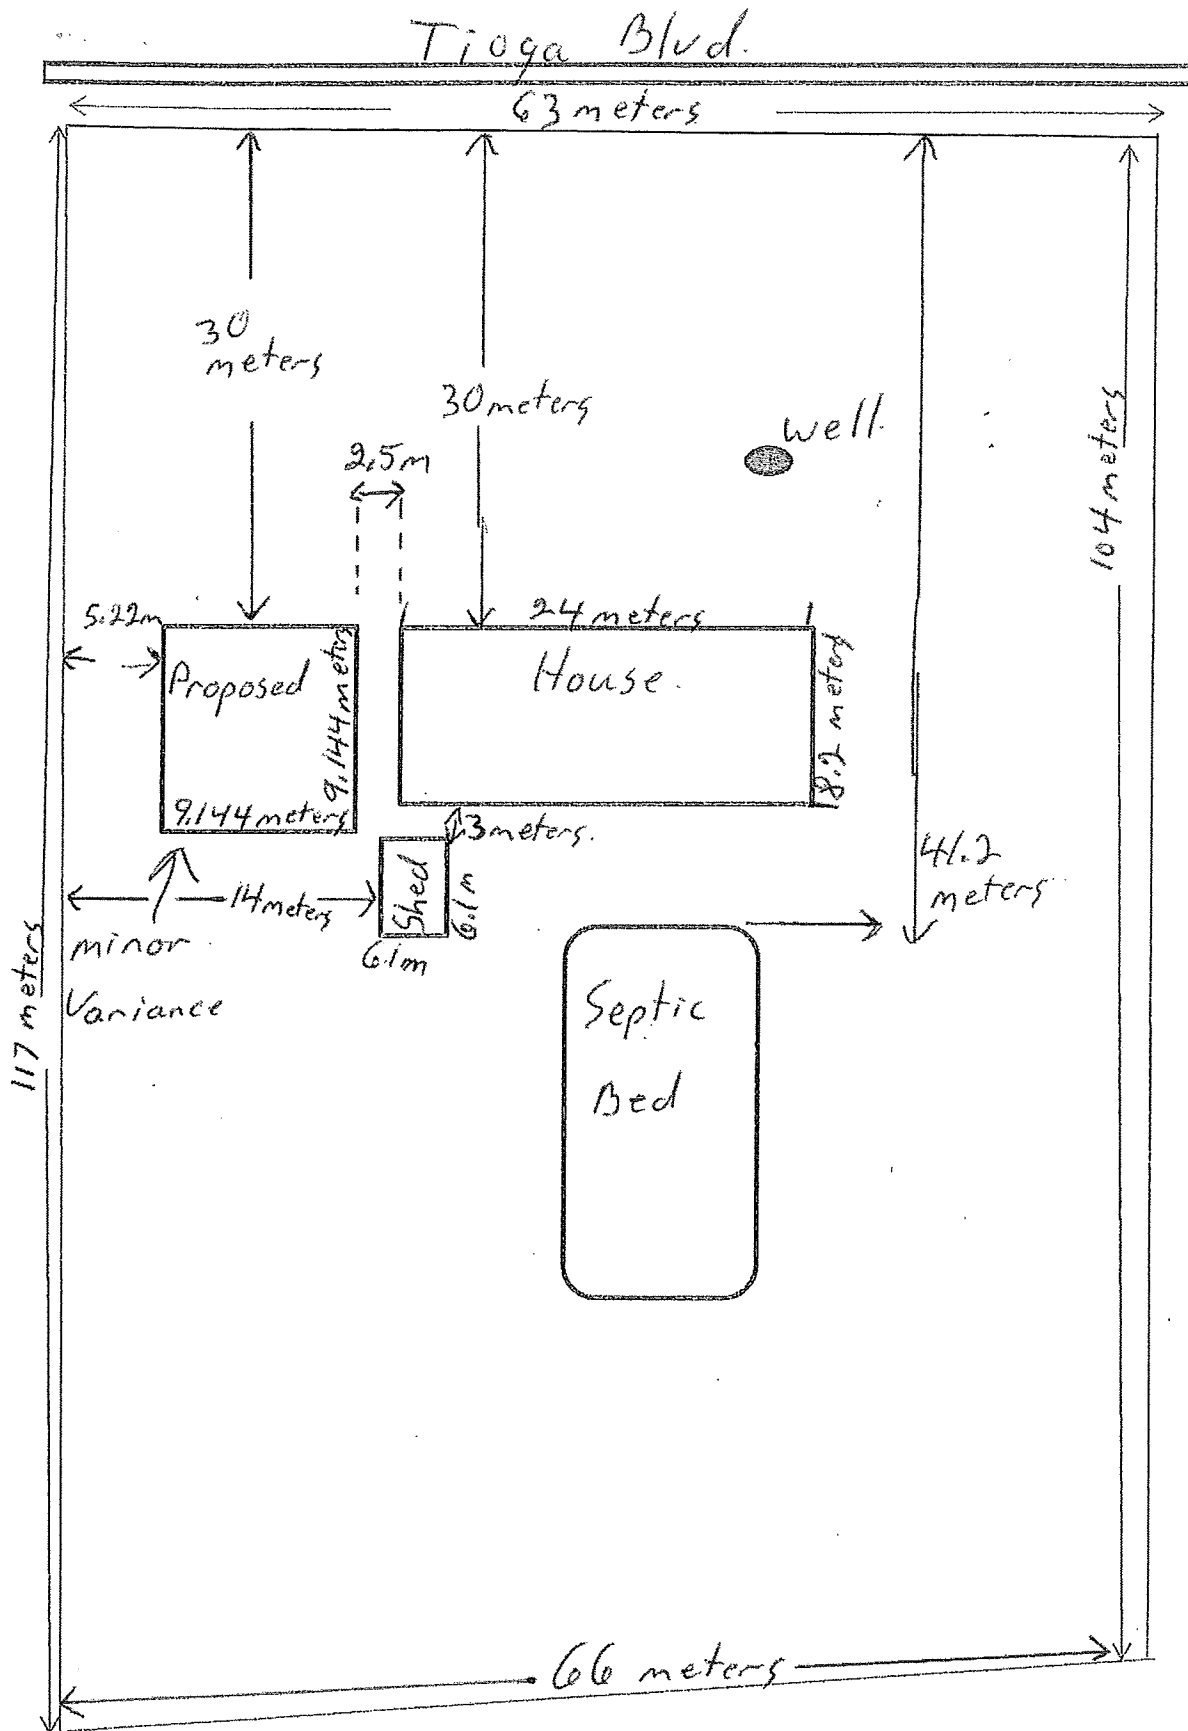 Tioga Blvd.
63 meters
30
meters
30 meters
well
2.5m
104 meters
5.22m
24 meters
Proposed
9.144 meters
House
8.2 meters
9.144 meters
3 meters
41.2
meters
14 meters
Shed
6.1m
6.1m
minor
Variance
117 meters
Septic
Bed
66 meters